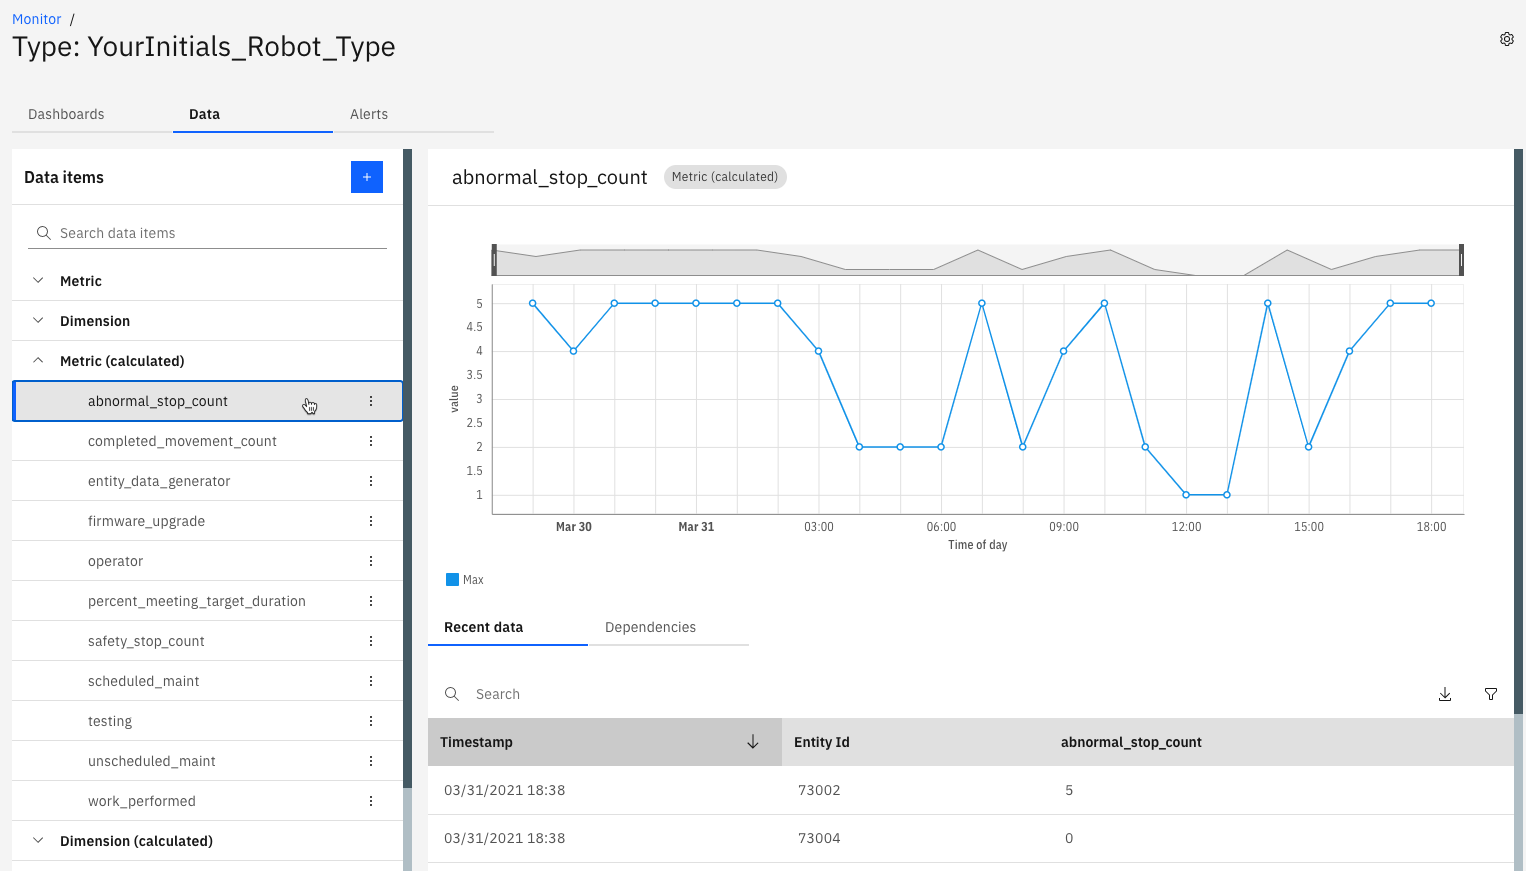 Monitor /
Type: YourInitials_Robot_Type
Dashboards Data Alerts
Data items
+
Search data items
Metric
Dimension
Metric (calculated)
abnormal_stop_count
completed_movement_count
entity_data_generator
firmware_upgrade
operator
percent_meeting_target_duration
safety_stop_count
scheduled_maint
testing
unscheduled_maint
work_performed
Dimension (calculated)
abnormal_stop_count Metric (calculated)
value
5
4.5
4
3.5
3
2.5
2
1.5
1
Mar 30 Mar 31 03:00 06:00 09:00 12:00 15:00 18:00
Time of day
Max
Recent data Dependencies
Search
Timestamp Entity Id abnormal_stop_count
03/31/2021 18:38 73002 5
03/31/2021 18:38 73004 0